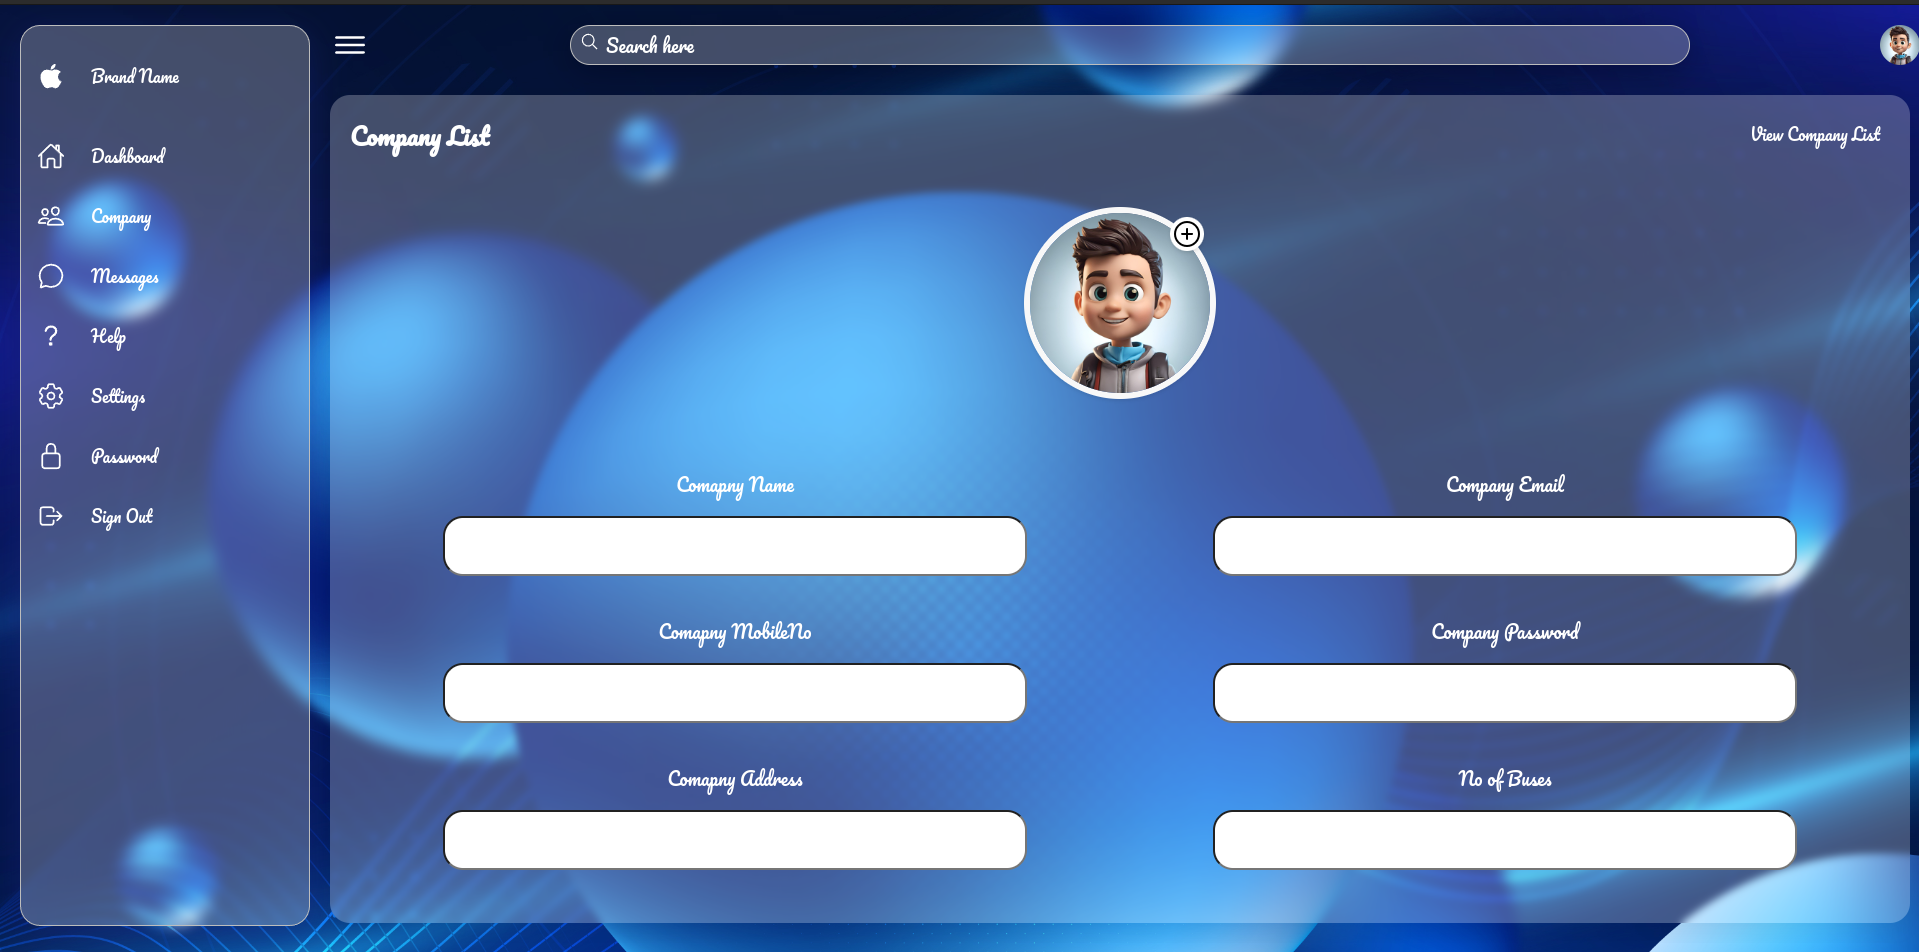 Brand Name
Dashboard
Company
Messages
Help
Settings
Password
Sign Out
Search here
Company List
View Company List
Comapny Name
Company Email
Comapny MobileNo
Company Password
Comapny Address
No of Buses